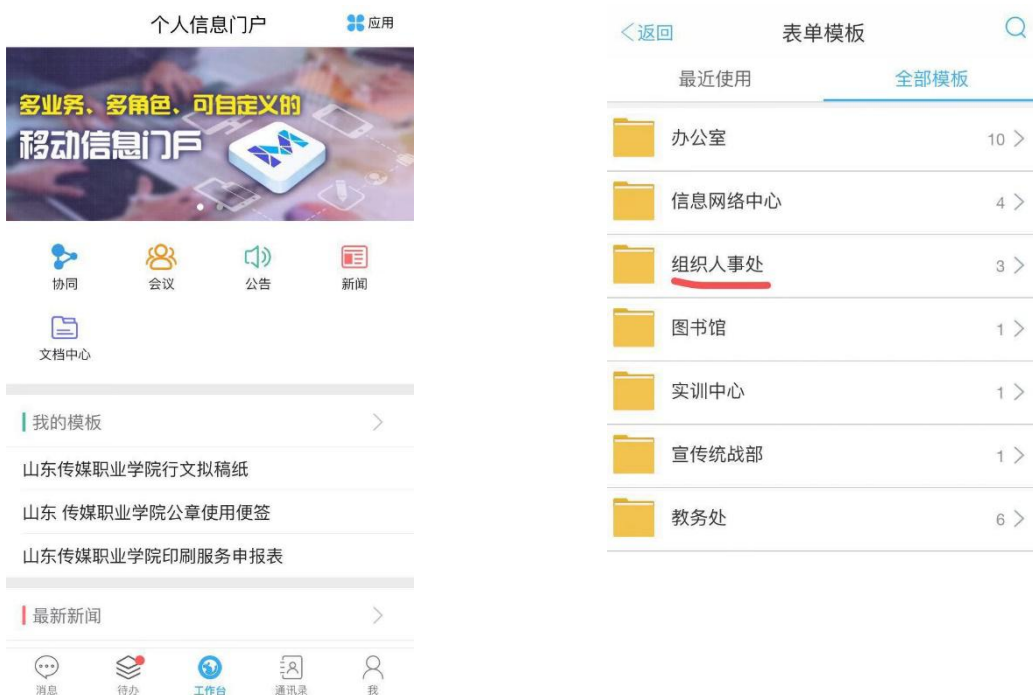 个人信息门户
应用
多业务、多角色、可自定义的
移动信息门户
协同
会议
公告
新闻
文档中心
我的模板
山东传媒职业学院行文拟稿纸
山东 传媒职业学院公章使用便签
山东传媒职业学院印刷服务申报表
最新新闻
消息
待办
工作台
通讯录
我
返回
表单模板
最近使用
全部模板
办公室 10
信息网络中心 4
组织人事处 3
图书馆 1
实训中心 1
宣传统战部 1
教务处 6